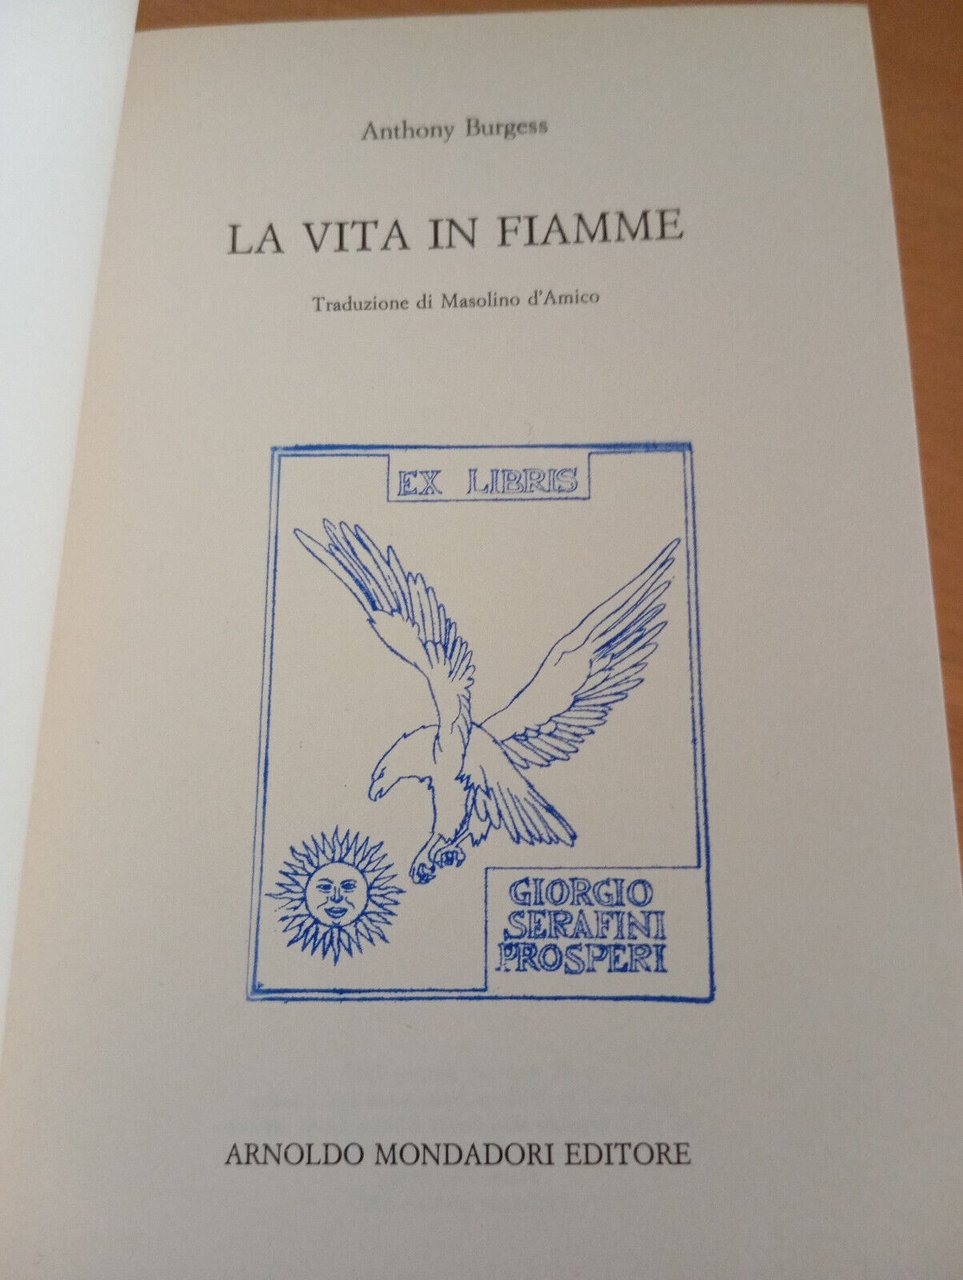 Anthony Burgess
LA VITA IN FIAMME
Traduzione di Masolino d'Amico
EX LIBRIS
GIORGIO
SERAFINI
PROSPERI
ARNOLDO MONDADORI EDITORE